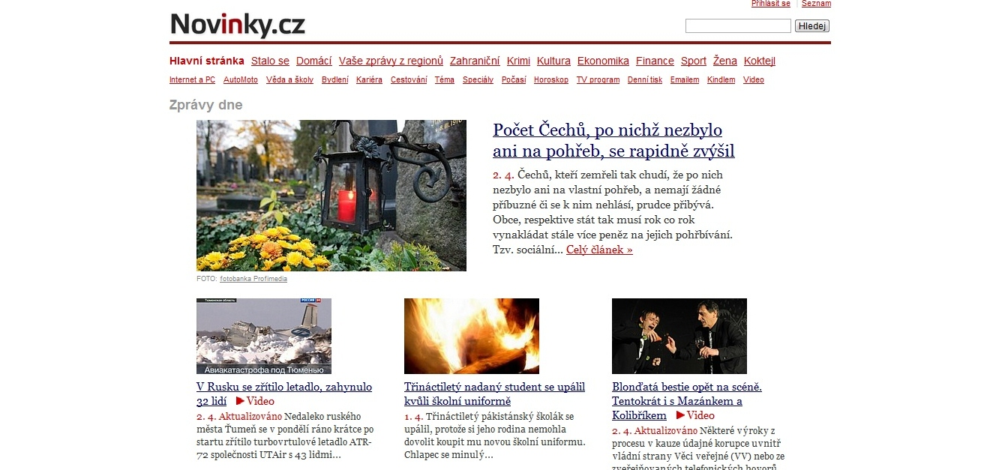 Přihlásit se | Seznam
Novinky.cz
Hledej
Hlavní stránka Stalo se Domácí Vaše zprávy z regionů Zahraniční Krimi Kultura Ekonomika Finance Sport Žena Koktejl
Internet a PC AutoMoto Věda a školy Bydlení Kariéra Cestování Téma Speciály Počasí Horoskop TV program Denní tisk Emailem Kindlem Video
Zprávy dne
Počet Čechů, po nichž nezbylo
ani na pohřeb, se rapidně zvýšil
2. 4. Čechů, kteří zemřeli tak chudí, že po nich
nezbylo ani na vlastní pohřeb, a nemají žádné
příbuzné či se k nim nehlásí, prudce přibývá.
Obce, respektive stát tak musí rok co rok
vynakládat stále více peněz na jejich pohřbívání.
Tzv. sociální... Celý článek »
FOTO: fotobanka Profimedia
Тюменская область
РОССИЯ 24
Авиакатастрофа под Тюменью
V Rusku se zřítilo letadlo, zahynulo
32 lidí Video
2. 4. Aktualizováno Nedaleko ruského
města Ťumeň se v pondělí ráno krátce po
startu zřítilo turbovrtulové letadlo ATR-
72 společnosti UTAir s 43 lidmi...
Třináctiletý nadaný student se upálil
kvůli školní uniformě
1. 4. Třináctiletý pákistánský školák se
upálil, protože si jeho rodina nemohla
dovolit koupit mu novou školní uniformu.
Chlapec se minulý...
Blonďatá bestie opět na scéně.
Tentokrát i s Mazánkem a
Kolibříkem Video
2. 4. Aktualizováno Některé výroky z
procesu v kauze údajné korupce uvnitř
vládní strany Věci veřejné (VV) nebo ze
zveřejňovaných telefonických hovorů